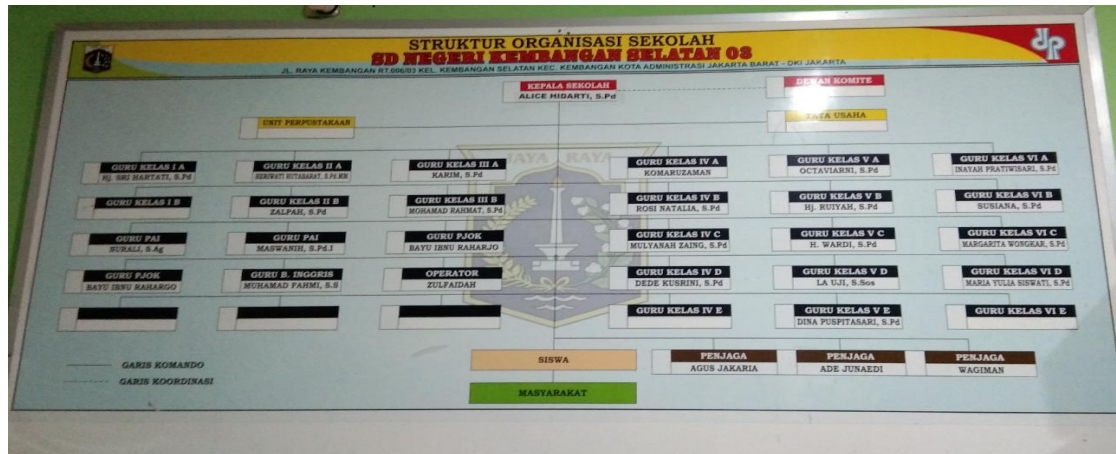 STRUKTUR ORGANISASI SEKOLAH
SD NEGERI KEMBANGAN SELATAN 03
JL. RAYA KEMBANGAN RT.006/03 KEL. KEMBANGAN SELATAN KEC. KEMBANGAN KOTA ADMINISTRASI JAKARTA BARAT - DKI JAKARTA
KEPALA SEKOLAH
ALICE HIDARTI, S.Pd
DEWAN KOMITE
UNIT PERPUSTAKAAN
TATA USAHA
JAYA RAYA
GURU KELAS I A
Hj. SRI HARTATI, S.Pd
GURU KELAS II A
HERIWATI HUTABARAT, S.Pd.MM
GURU KELAS III A
KARIM, S.Pd
GURU KELAS IV A
KOMARUZAMAN
GURU KELAS V A
OCTAVIARNI, S.Pd
GURU KELAS VI A
INAYAH PRATIWISARI, S.Pd
GURU KELAS I B
GURU KELAS II B
ZALPAH, S.Pd
GURU KELAS III B
MOHAMAD RAHMAT, S.Pd
GURU KELAS IV B
ROSI NATALIA, S.Pd
GURU KELAS V B
Hj. RUIYAH, S.Pd
GURU KELAS VI B
SUSIANA, S.Pd
GURU PAI
NURALI, S.Ag
GURU PAI
MASWANIH, S.Pd.I
GURU PJOK
BAYU IBNU RAHARJO
GURU KELAS IV C
MULYANAH ZAING, S.Pd
GURU KELAS V C
H. WARDI, S.Pd
GURU KELAS VI C
MARGARITA WONGKAR, S.Pd
GURU PJOK
BAYU IBNU RAHARGO
GURU B. INGGRIS
MUHAMAD FAHMI, S.S
OPERATOR
ZULFAIDAH
GURU KELAS IV D
DEDE KUSRINI, S.Pd
GURU KELAS V D
LA UJI, S.Sos
GURU KELAS VI D
MARIA YULIA SISWATI, S.Pd
GURU KELAS IV E
GURU KELAS V E
DINA PUSPITASARI, S.Pd
GURU KELAS VI E
SISWA
PENJAGA
AGUS JAKARIA
PENJAGA
ADE JUNAEDI
PENJAGA
WAGIMAN
MASYARAKAT
GARIS KOMANDO
GARIS KOORDINASI